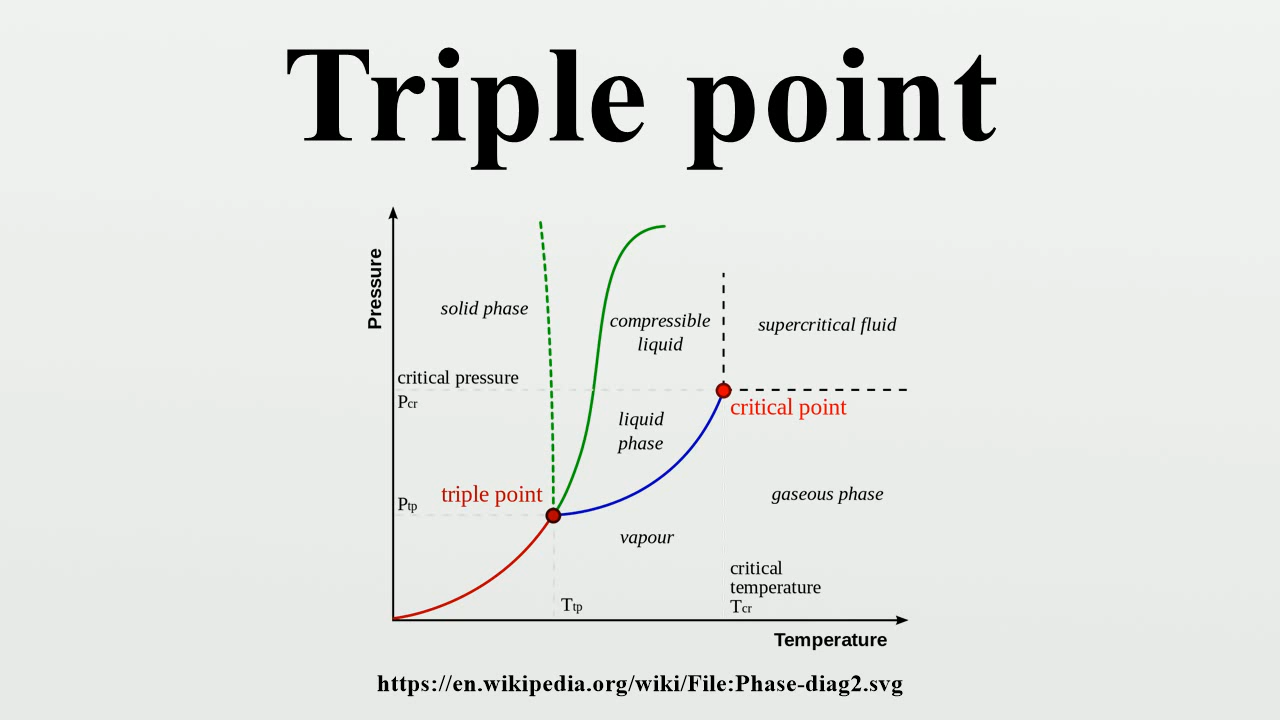 Triple point
Pressure
solid phase
compressible
liquid
supercritical fluid
critical pressure
Pcr
critical point
liquid
phase
triple point
Ptp
gaseous phase
vapour
critical
temperature
Tcr
Ttp
Temperature
https://en.wikipedia.org/wiki/File:Phase-diag2.svg